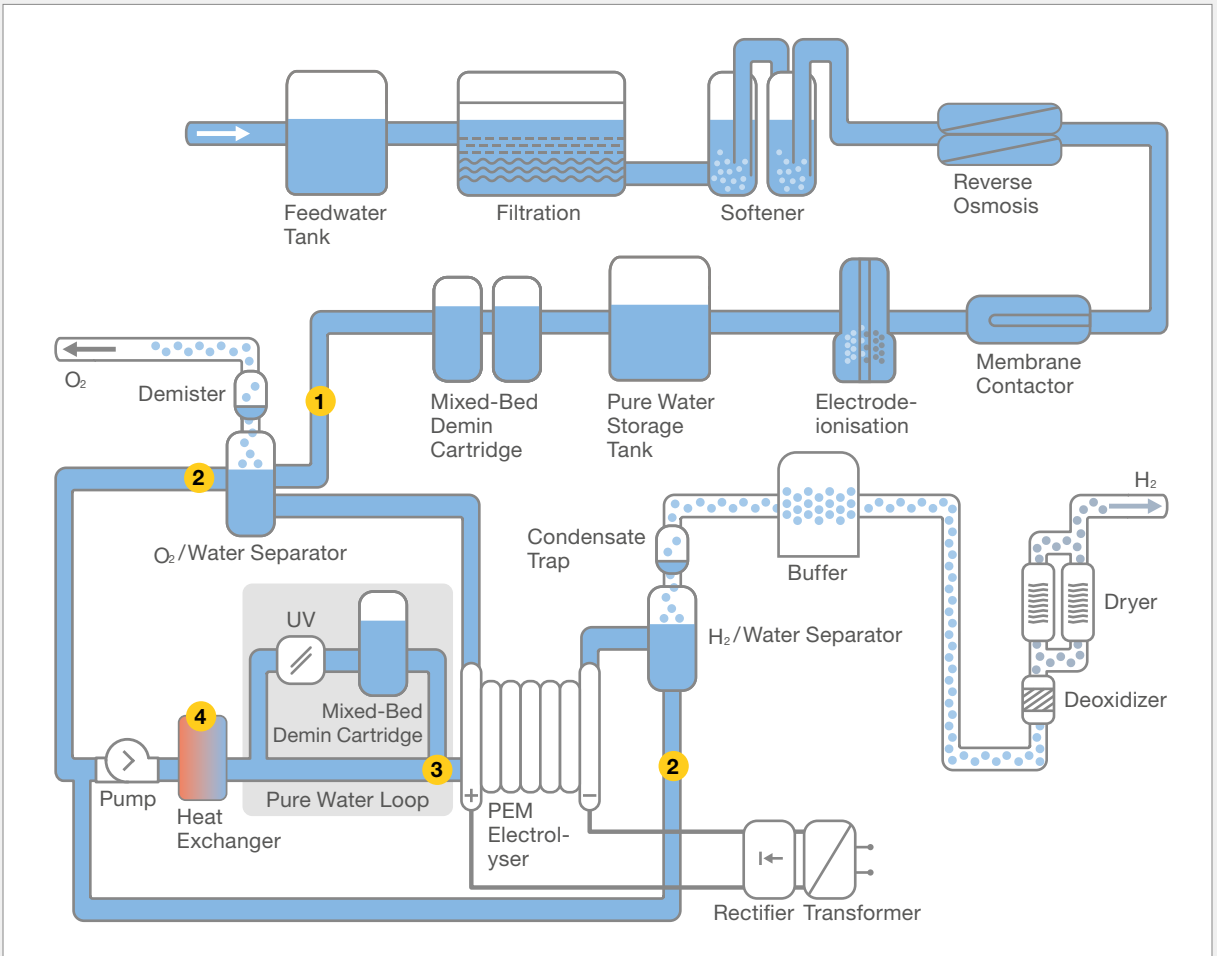 Feedwater
Tank
Filtration
Softener
Reverse
Osmosis
Membrane
Contactor
Electrode-
ionisation
Pure Water
Storage
Tank
Mixed-Bed
Demin
Cartridge
1
O₂
Demister
2
O₂/Water Separator
Condensate
Trap
Buffer
H₂
Dryer
Deoxidizer
H₂/Water Separator
UV
Mixed-Bed
Demin Cartridge
4
3
2
Pump
Heat
Exchanger
Pure Water Loop
+
−
PEM
Electrol-
yser
Rectifier
Transformer